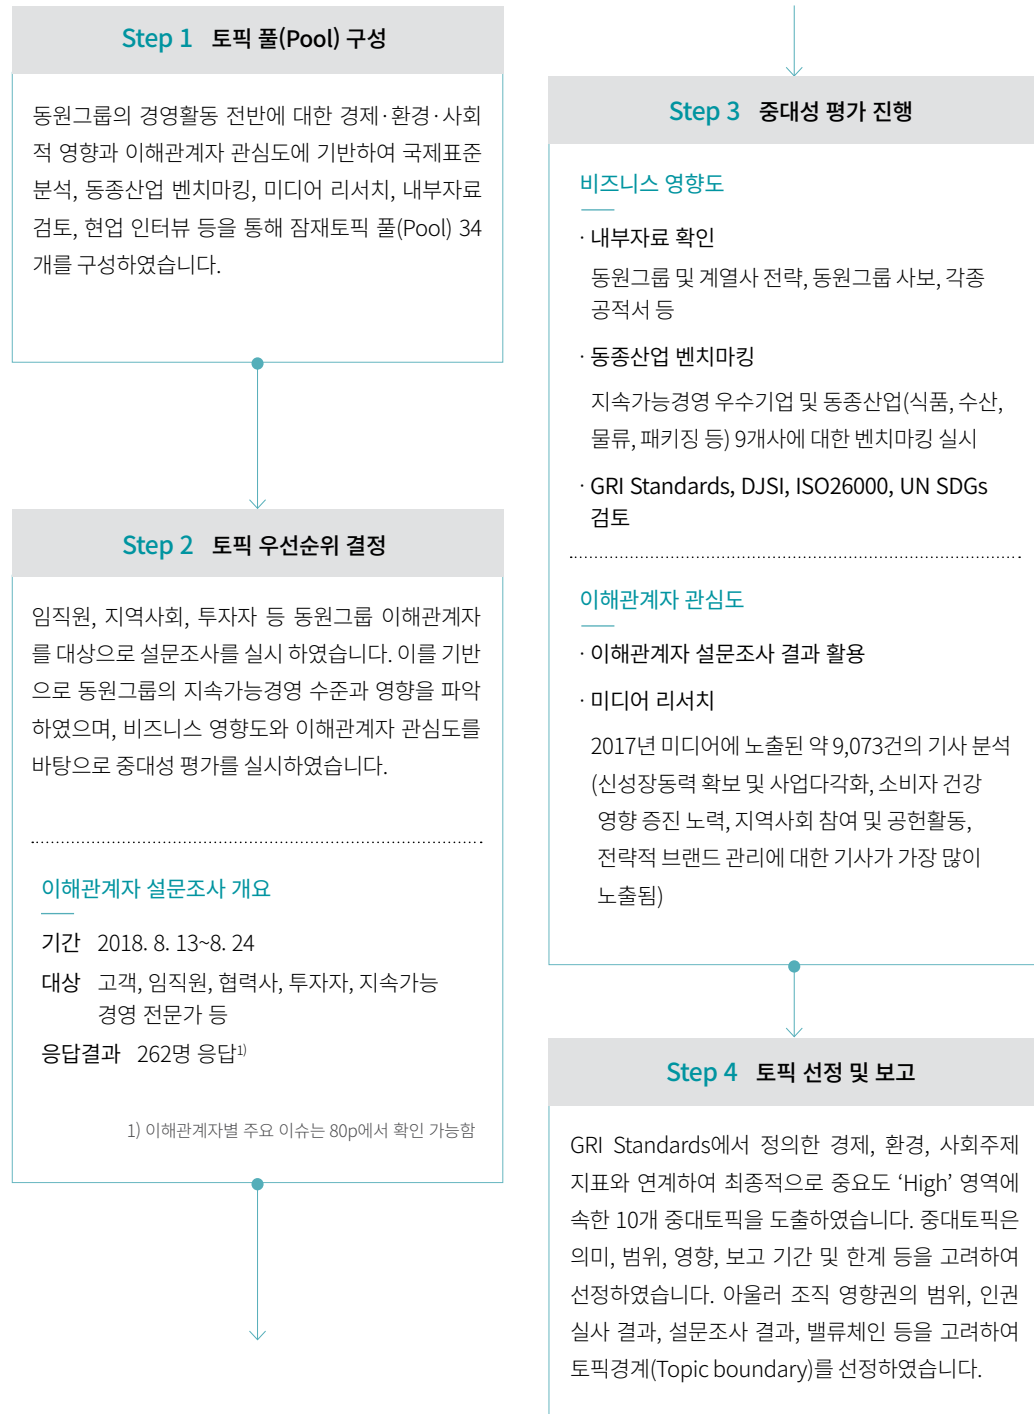 Step 1 토픽 풀(Pool) 구성
동원그룹의 경영활동 전반에 대한 경제·환경·사회
적 영향과 이해관계자 관심도에 기반하여 국제표준
분석, 동종산업 벤치마킹, 미디어 리서치, 내부자료
검토, 현업 인터뷰 등을 통해 잠재토픽 풀(Pool) 34
개를 구성하였습니다.
Step 2 토픽 우선순위 결정
임직원, 지역사회, 투자자 등 동원그룹 이해관계자
를 대상으로 설문조사를 실시 하였습니다. 이를 기반
으로 동원그룹의 지속가능경영 수준과 영향을 파악
하였으며, 비즈니스 영향도와 이해관계자 관심도를
바탕으로 중대성 평가를 실시하였습니다.
이해관계자 설문조사 개요
기간 2018. 8. 13~8. 24
대상 고객, 임직원, 협력사, 투자자, 지속가능
경영 전문가 등
응답결과 262명 응답1)
1) 이해관계자별 주요 이슈는 80p에서 확인 가능함
Step 3 중대성 평가 진행
비즈니스 영향도
· 내부자료 확인
동원그룹 및 계열사 전략, 동원그룹 사보, 각종
공적서 등
· 동종산업 벤치마킹
지속가능경영 우수기업 및 동종산업(식품, 수산,
물류, 패키징 등) 9개사에 대한 벤치마킹 실시
· GRI Standards, DJSI, ISO26000, UN SDGs
검토
이해관계자 관심도
· 이해관계자 설문조사 결과 활용
· 미디어 리서치
2017년 미디어에 노출된 약 9,073건의 기사 분석
(신성장동력 확보 및 사업다각화, 소비자 건강
영향 증진 노력, 지역사회 참여 및 공헌활동,
전략적 브랜드 관리에 대한 기사가 가장 많이
노출됨)
Step 4 토픽 선정 및 보고
GRI Standards에서 정의한 경제, 환경, 사회주제
지표와 연계하여 최종적으로 중요도 ‘High’ 영역에
속한 10개 중대토픽을 도출하였습니다. 중대토픽은
의미, 범위, 영향, 보고 기간 및 한계 등을 고려하여
선정하였습니다. 아울러 조직 영향권의 범위, 인권
실사 결과, 설문조사 결과, 밸류체인 등을 고려하여
토픽경계(Topic boundary)를 선정하였습니다.